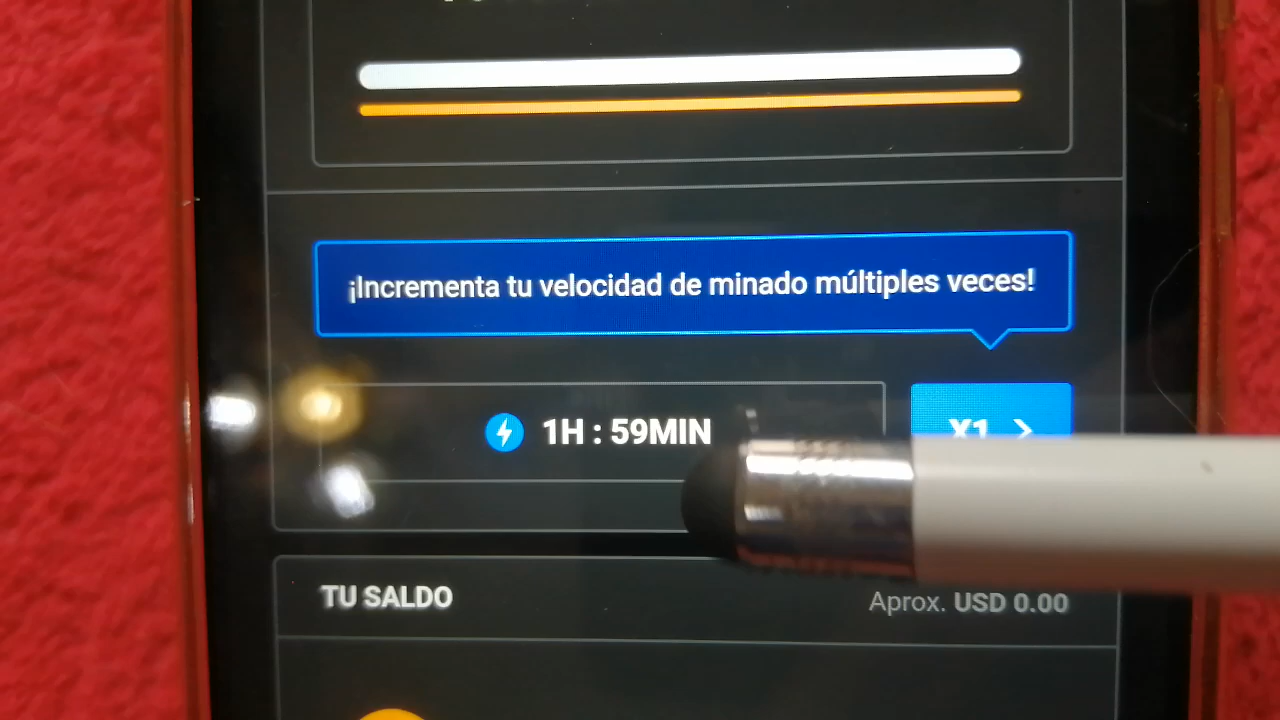 ¡Incrementa tu velocidad de minado múltiples veces!
1H : 59MIN
X1
TU SALDO
Aprox. USD 0.00